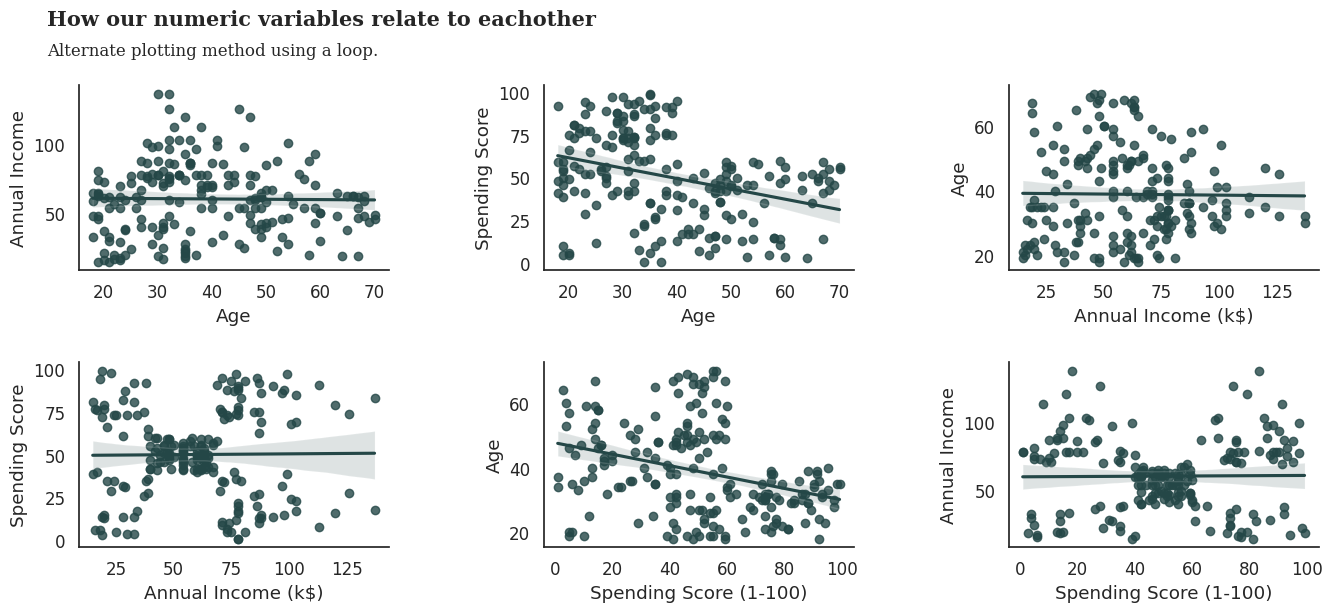 How our numeric variables relate to eachother
Alternate plotting method using a loop.
Annual Income
100
50
20 30 40 50 60 70
Age
Spending Score
100
75
50
25
0
20 30 40 50 60 70
Age
Age
60
40
20
25 50 75 100 125
Annual Income (k$)
Spending Score
100
75
50
25
0
25 50 75 100 125
Annual Income (k$)
Age
60
40
20
0 20 40 60 80 100
Spending Score (1-100)
Annual Income
100
50
0 20 40 60 80 100
Spending Score (1-100)